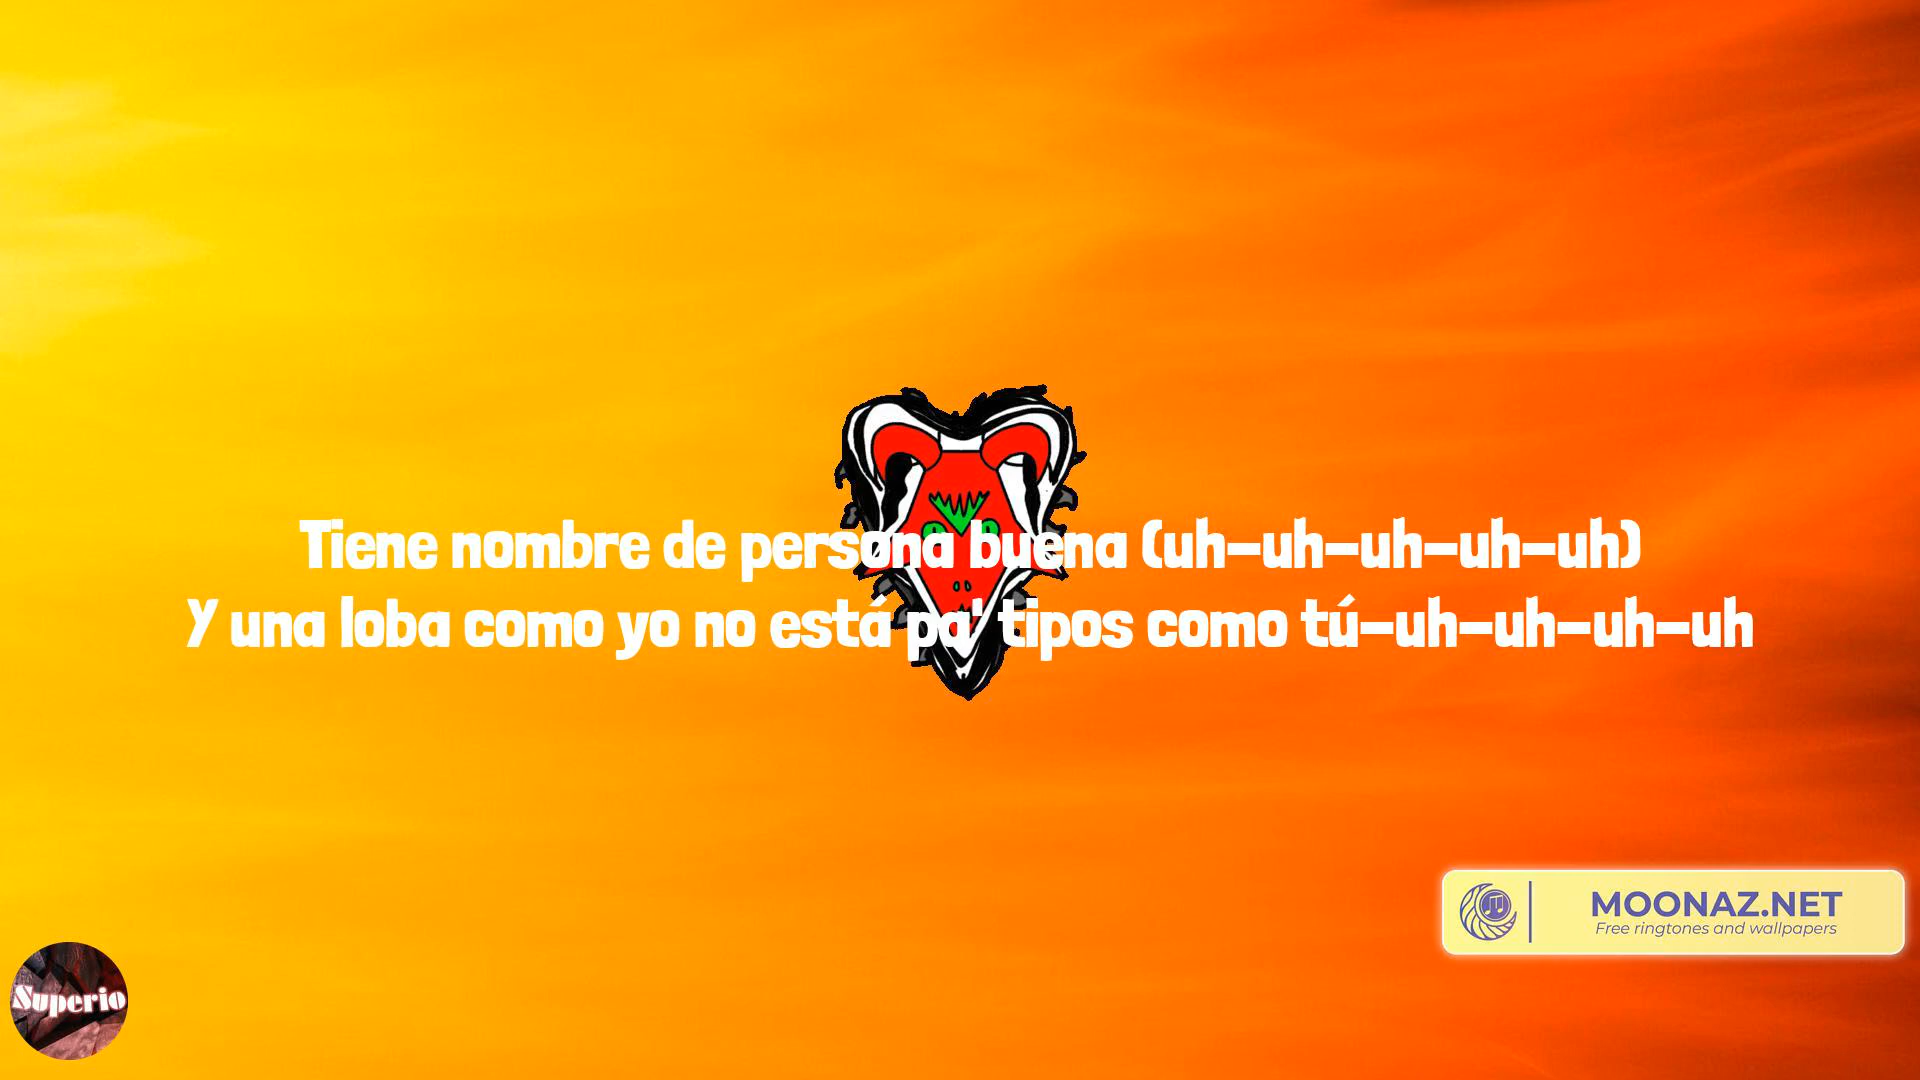 Tiene nombre de persona buena (uh-uh-uh-uh-uh)
Y una loba como yo no está pa' tipos como tú-uh-uh-uh-uh
MOONAZ.NET
Free ringtones and wallpapers
Superio